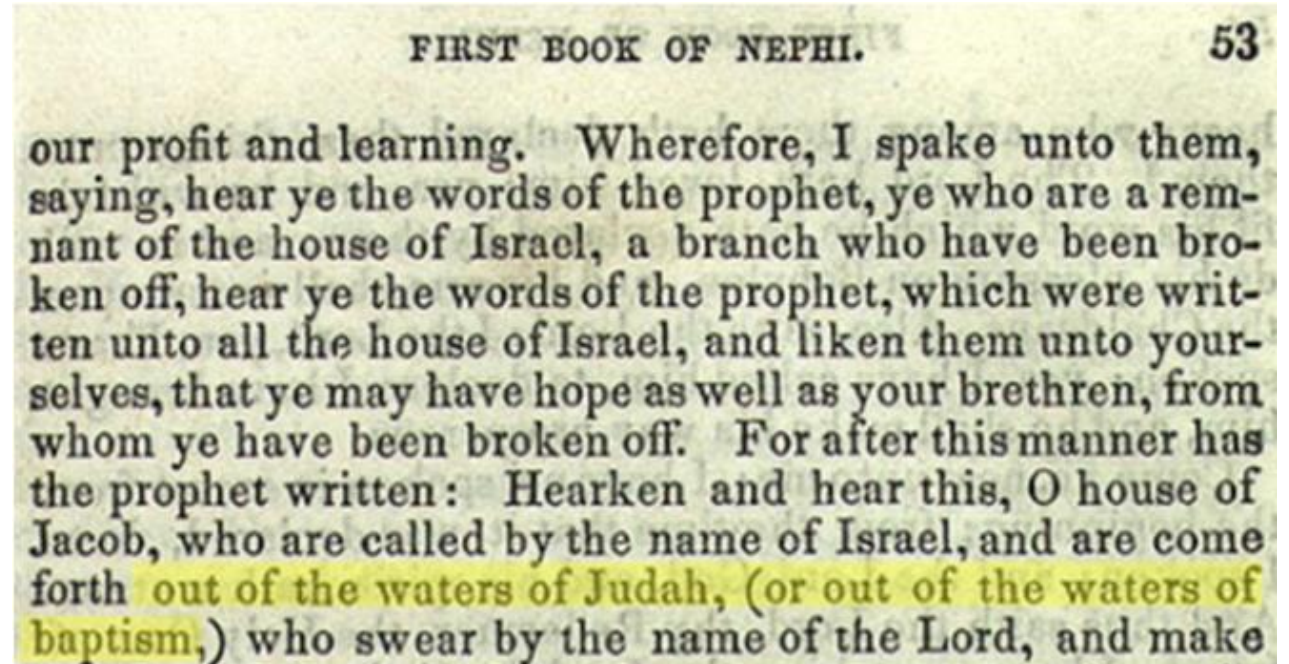 FIRST BOOK OF NEPHI. 53
our profit and learning. Wherefore, I spake unto them,
saying, hear ye the words of the prophet, ye who are a rem-
nant of the house of Israel, a branch who have been bro-
ken off, hear ye the words of the prophet, which were writ-
ten unto all the house of Israel, and liken them unto your-
selves, that ye may have hope as well as your brethren, from
whom ye have been broken off. For after this manner has
the prophet written: Hearken and hear this, O house of
Jacob, who are called by the name of Israel, and are come
forth out of the waters of Judah, (or out of the waters of
baptism,) who swear by the name of the Lord, and make